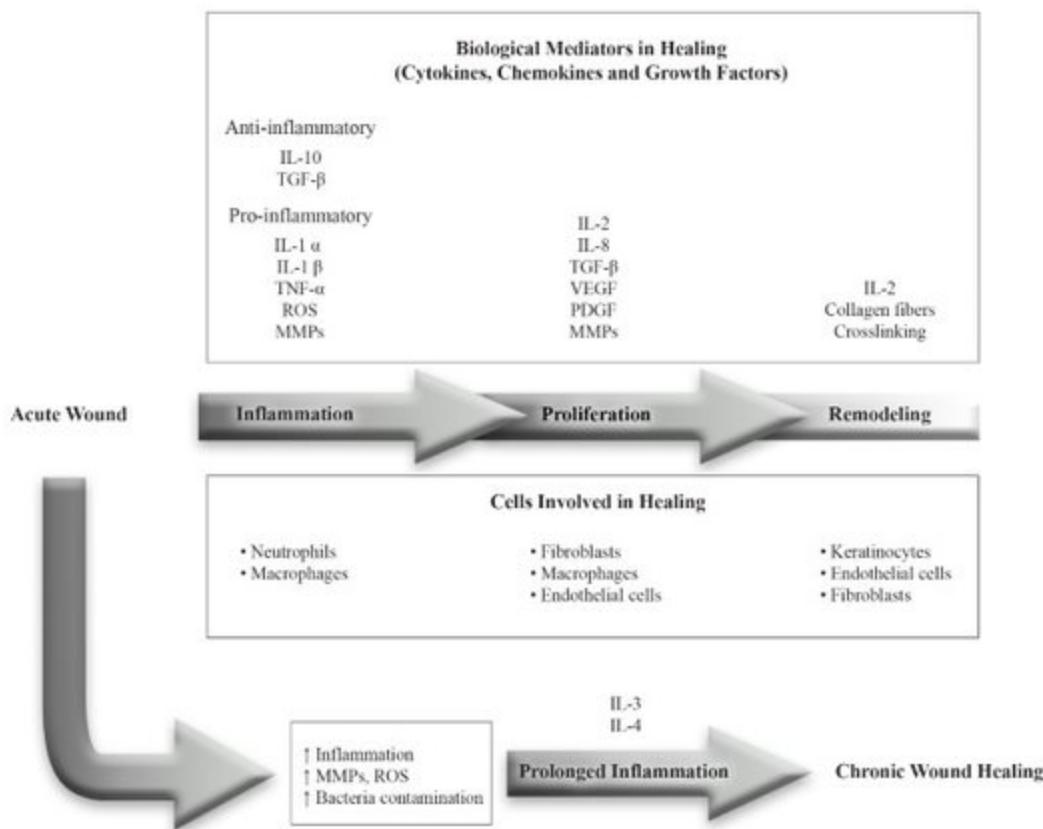 Biological Mediators in Healing
(Cytokines, Chemokines and Growth Factors)
Anti-inflammatory
IL-10
TGF-β
Pro-inflammatory
IL-1 α
IL-1 β
TNF-α
ROS
MMPs
IL-2
IL-8
TGF-β
VEGF
PDGF
MMPs
IL-2
Collagen fibers
Crosslinking
Acute Wound
Inflammation
Proliferation
Remodeling
Cells Involved in Healing
• Neutrophils
• Macrophages
• Fibroblasts
• Macrophages
• Endothelial cells
• Keratinocytes
• Endothelial cells
• Fibroblasts
↑ Inflammation
↑ MMPs, ROS
↑ Bacteria contamination
IL-3
IL-4
Prolonged Inflammation
Chronic Wound Healing